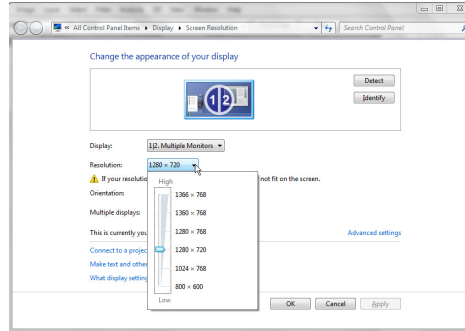 « All Control Panel Items ▸ Display ▸ Screen Resolution
Search Control Panel
Change the appearance of your display
1 2
Detect
Identify
Display: 1|2. Multiple Monitors
Resolution: 1280 × 720
If your resolutio not fit on the screen.
High
Orientation:
1366 × 768
1360 × 768
Multiple displays:
1280 × 768
This is currently you
Advanced settings
1280 × 720
Connect to a projec
Make text and other
1024 × 768
What display setting
800 × 600
Low
OK Cancel Apply